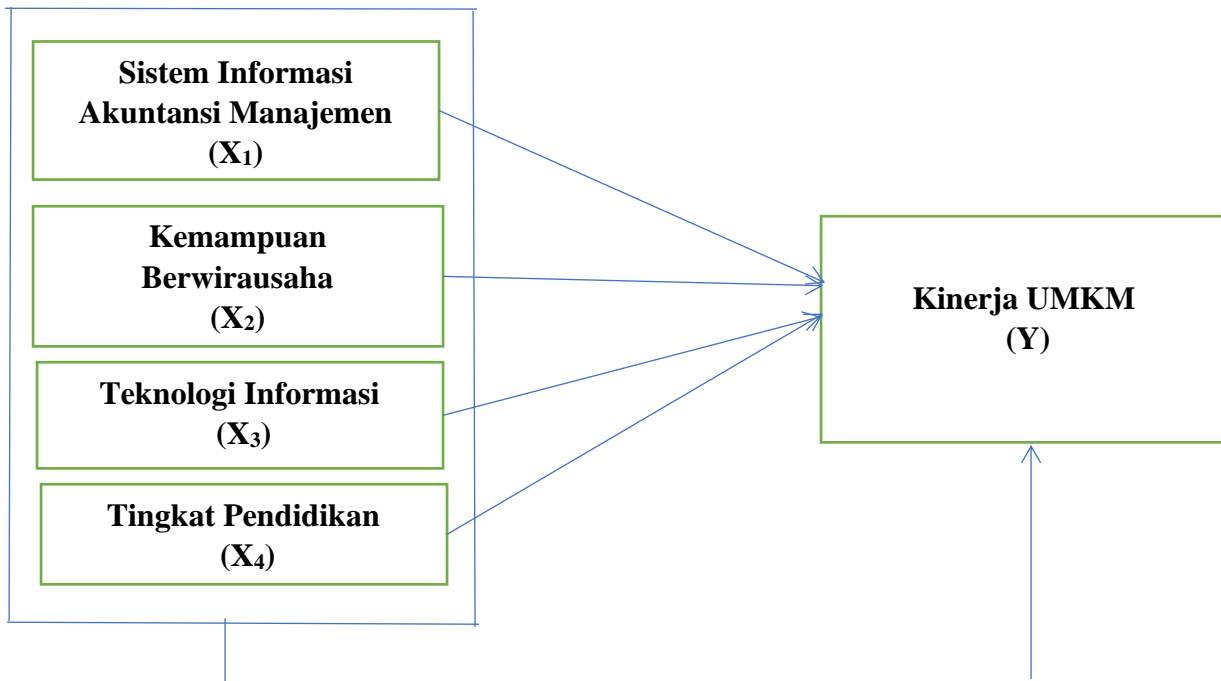 Sistem Informasi
Akuntansi Manajemen
(X₁)
Kemampuan
Berwirausaha
(X₂)
Teknologi Informasi
(X₃)
Tingkat Pendidikan
(X₄)
Kinerja UMKM
(Y)